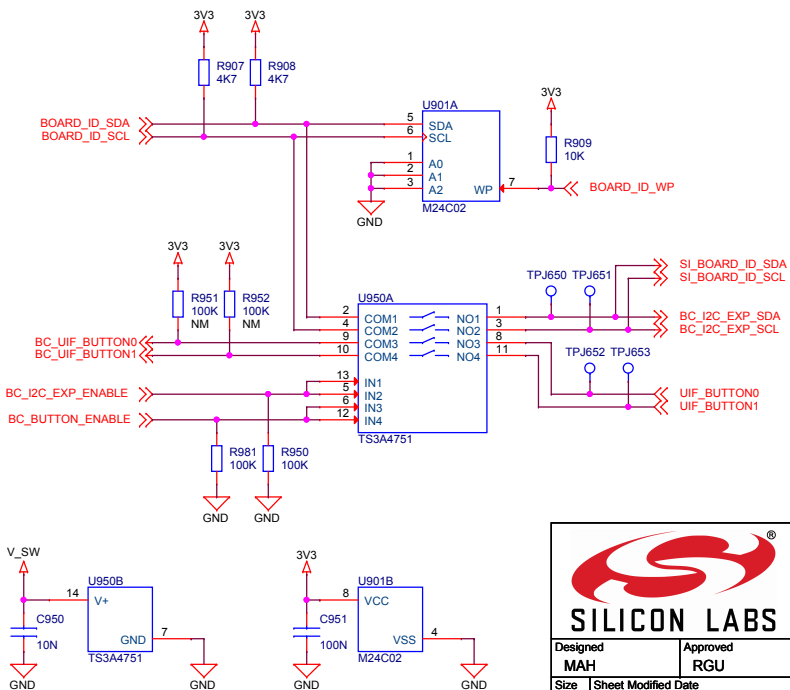 3V3 3V3
R907 R908
4K7 4K7
3V3
U901A
BOARD_ID_SDA 5 SDA
BOARD_ID_SCL 6 SCL
R909
10K
1 A0
2 A1
3 A2 WP 7 BOARD_ID_WP
M24C02
GND
3V3 3V3
SI_BOARD_ID_SDA
TPJ650 TPJ651 SI_BOARD_ID_SCL
R951 R952
100K 100K
NM NM
U950A
2 COM1 NO1 1 BC_I2C_EXP_SDA
4 COM2 NO2 3 BC_I2C_EXP_SCL
BC_UIF_BUTTON0 9 COM3 NO3 8
BC_UIF_BUTTON1 10 COM4 NO4 11
TPJ652 TPJ653
13 IN1
BC_I2C_EXP_ENABLE 5 IN2 UIF_BUTTON0
6 IN3 UIF_BUTTON1
BC_BUTTON_ENABLE 12 IN4
TS3A4751
R981 R950
100K 100K
GND GND
V_SW 3V3
U950B U901B
14 V+ 8 VCC
C950 C951
10N 100N
GND 7 VSS 4
TS3A4751 M24C02
GND GND GND GND
®
SILICON LABS
Designed Approved
MAH RGU
Size Sheet Modified Date